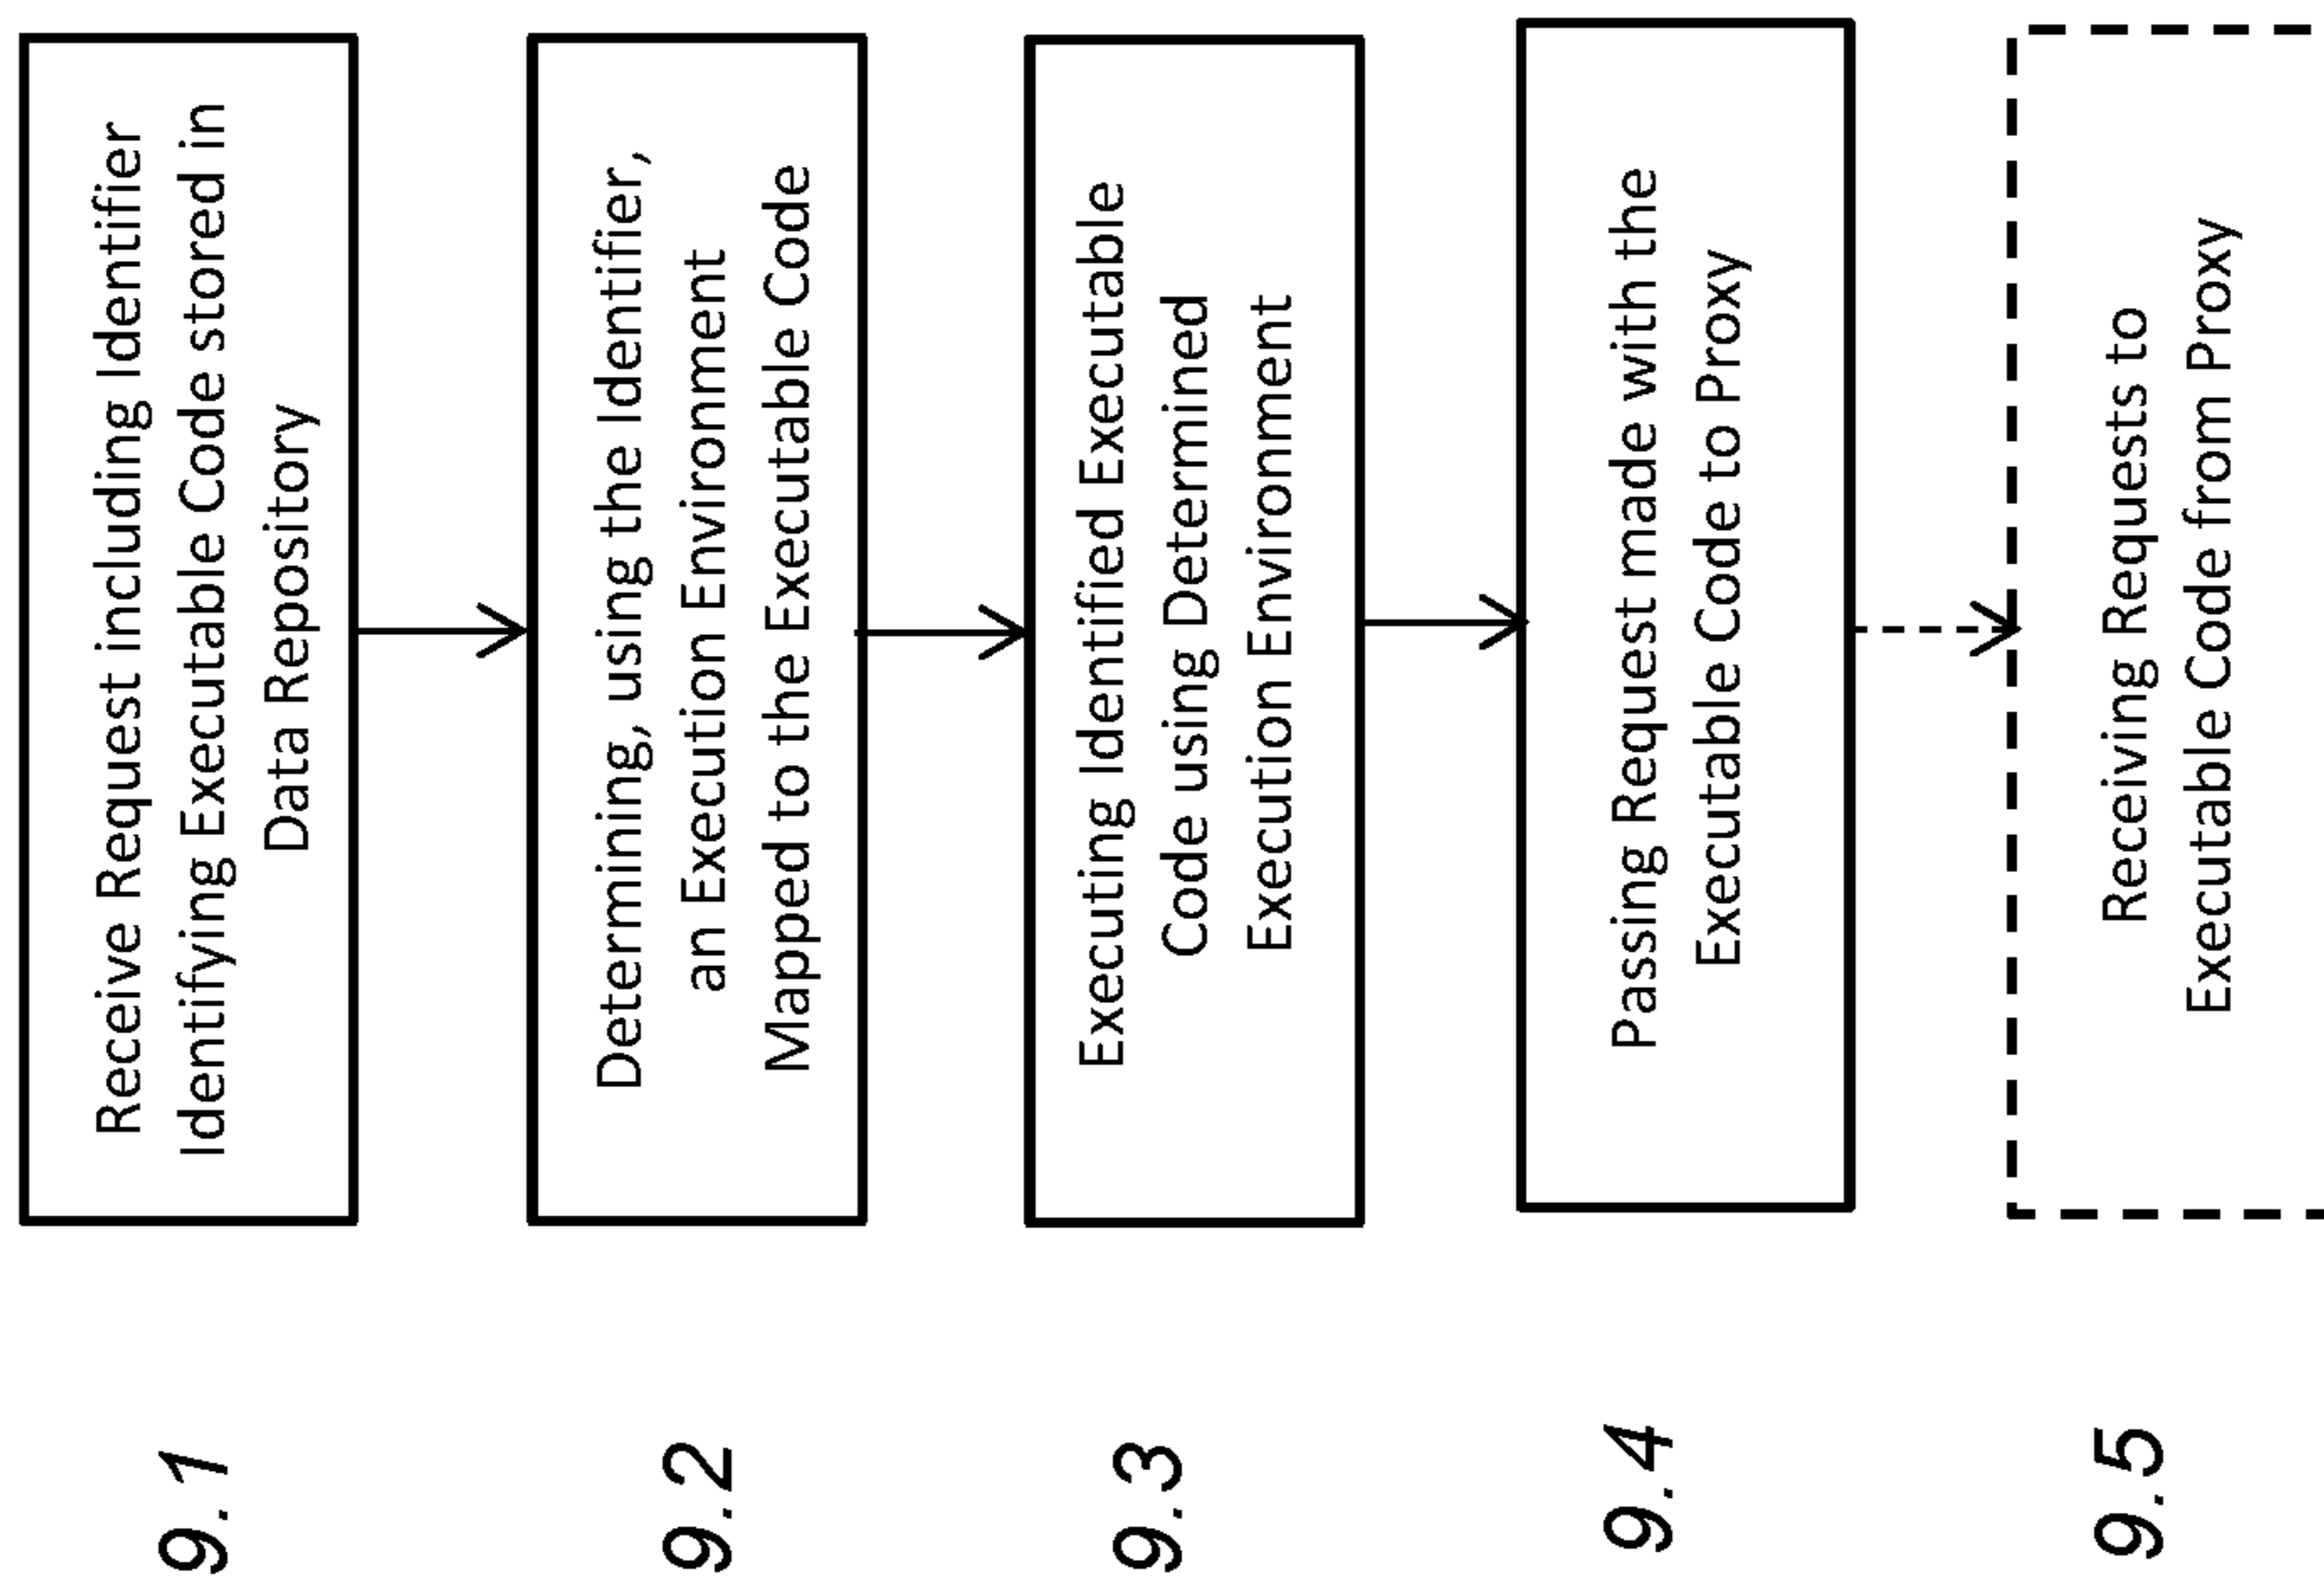 9.1
Receive Request including Identifier
Identifying Executable Code stored in
Data Repository
9.2
Determining, using the Identifier,
an Execution Environment
Mapped to the Executable Code
9.3
Executing Identified Executable
Code using Determined
Execution Environment
9.4
Passing Request made with the
Executable Code to Proxy
9.5
Receiving Requests to
Executable Code from Proxy